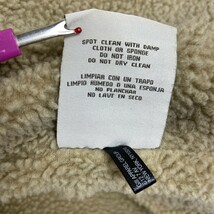 SPOT CLEAN WITH DAMP
CLOTH OR SPONGE
DO NOT IRON
DO NOT DRY CLEAN
LIMPIAR CON UN TRAPO
LIMPIO HUMEDO O UNA ESPONJA
NO PLANCHAR
NO LAVE EN SECO